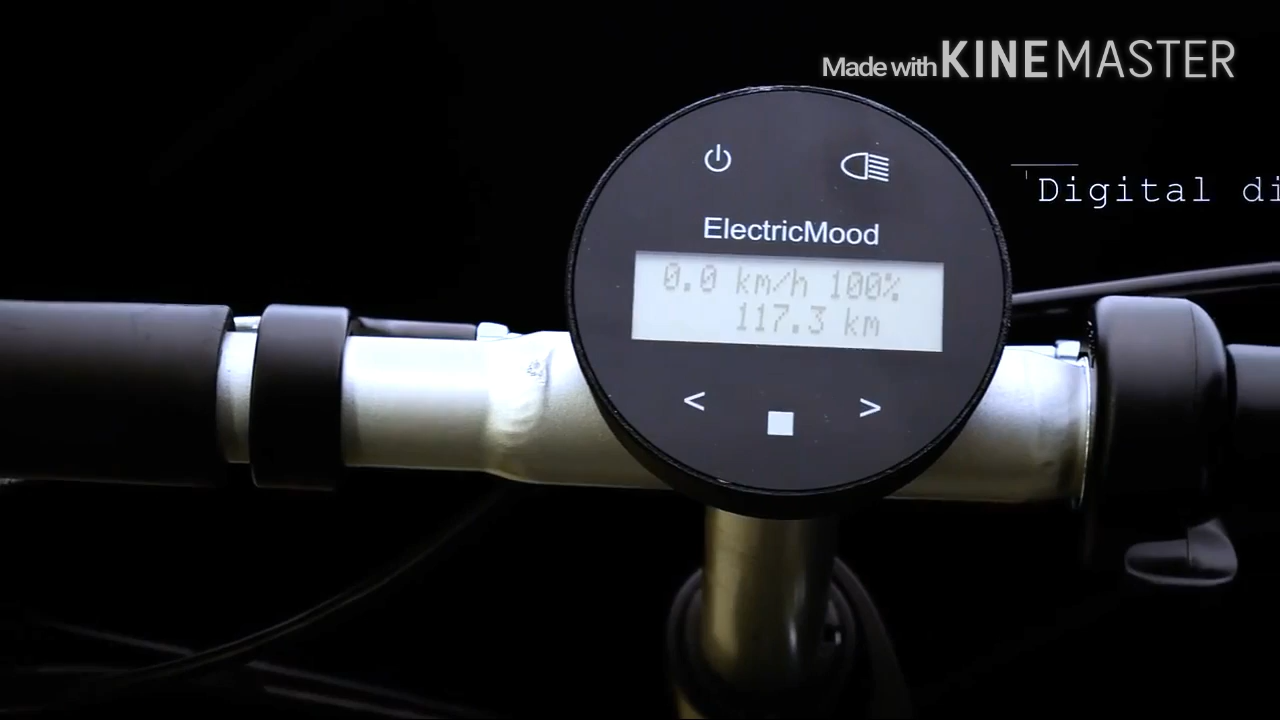 Made with KINEMASTER
Digital di
ElectricMood
0.0 km/h 100%
117.3 km
< >